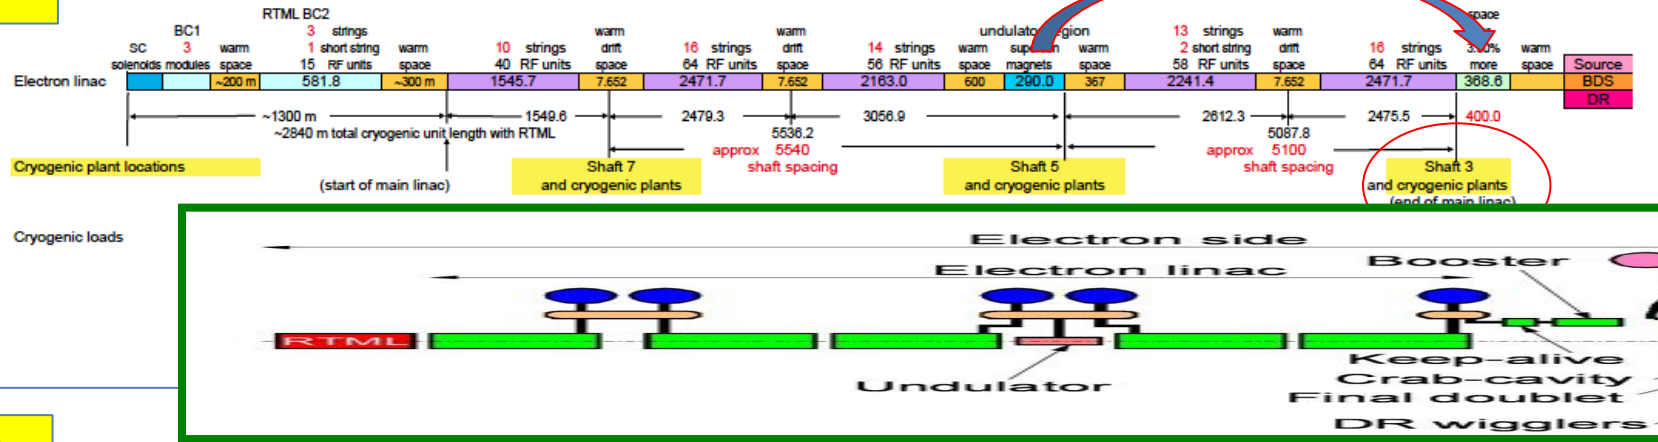 RTML BC2
BC1 3 strings warm undulator region 13 strings warm space
SC 3 warm 1 short string warm 10 strings drift 16 strings drift 14 strings warm warm 2 short string drift 16 strings more warm
solenoids modules space 15 RF units space 40 RF units space 64 RF units space 56 RF units space magnets space 58 RF units space 64 RF units more space Source
Electron linac ~200 m 581.8 ~300 m 1545.7 7.652 2471.7 7.652 2163.0 600 290.0 367 2241.4 7.652 2471.7 368.6 BDS
DR
~1300 m 1549.6 2479.3 3056.9 2612.3 2475.5 400.0
~2840 m total cryogenic unit length with RTML 5536.2 5087.8
approx 5540 approx 5100
Cryogenic plant locations Shaft 7 shaft spacing Shaft 5 shaft spacing Shaft 3
(start of main linac) and cryogenic plants and cryogenic plants and cryogenic plants
(end of main linac)
Cryogenic loads
Electron side
Electron linac Booster
RTML
Undulator
Keep-alive
Crab-cavity
Final doublet
DR wigglers